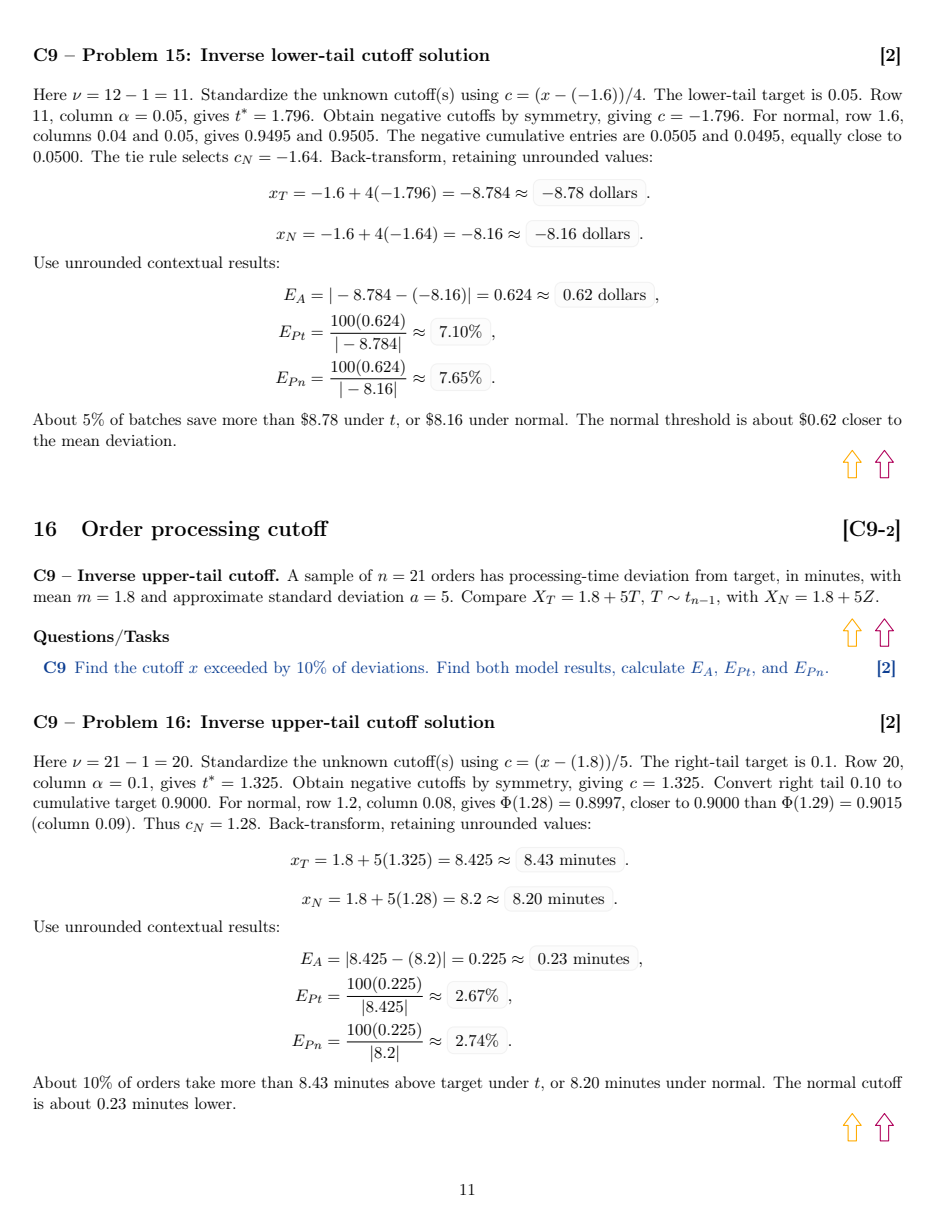 C9 – Problem 15: Inverse lower-tail cutoff solution [2]
Here ν = 12 − 1 = 11. Standardize the unknown cutoff(s) using c = (x − (−1.6))/4. The lower-tail target is 0.05. Row
11, column α = 0.05, gives t* = 1.796. Obtain negative cutoffs by symmetry, giving c = −1.796. For normal, row 1.6,
columns 0.04 and 0.05, gives 0.9495 and 0.9505. The negative cumulative entries are 0.0505 and 0.0495, equally close to
0.0500. The tie rule selects c_N = −1.64. Back-transform, retaining unrounded values:
x_T = −1.6 + 4(−1.796) = −8.784 ≈ −8.78 dollars .
x_N = −1.6 + 4(−1.64) = −8.16 ≈ −8.16 dollars .
Use unrounded contextual results:
E_A = | − 8.784 − (−8.16)| = 0.624 ≈ 0.62 dollars ,
E_Pt = 100(0.624) / | − 8.784| ≈ 7.10% ,
E_Pn = 100(0.624) / | − 8.16| ≈ 7.65% .
About 5% of batches save more than $8.78 under t, or $8.16 under normal. The normal threshold is about $0.62 closer to
the mean deviation.
16 Order processing cutoff [C9-2]
C9 – Inverse upper-tail cutoff. A sample of n = 21 orders has processing-time deviation from target, in minutes, with
mean m = 1.8 and approximate standard deviation a = 5. Compare X_T = 1.8 + 5T, T ∼ t_{n−1}, with X_N = 1.8 + 5Z.
Questions/Tasks
C9 Find the cutoff x exceeded by 10% of deviations. Find both model results, calculate E_A, E_Pt, and E_Pn. [2]
C9 – Problem 16: Inverse upper-tail cutoff solution [2]
Here ν = 21 − 1 = 20. Standardize the unknown cutoff(s) using c = (x − (1.8))/5. The right-tail target is 0.1. Row 20,
column α = 0.1, gives t* = 1.325. Obtain negative cutoffs by symmetry, giving c = 1.325. Convert right tail 0.10 to
cumulative target 0.9000. For normal, row 1.2, column 0.08, gives Φ(1.28) = 0.8997, closer to 0.9000 than Φ(1.29) = 0.9015
(column 0.09). Thus c_N = 1.28. Back-transform, retaining unrounded values:
x_T = 1.8 + 5(1.325) = 8.425 ≈ 8.43 minutes .
x_N = 1.8 + 5(1.28) = 8.2 ≈ 8.20 minutes .
Use unrounded contextual results:
E_A = |8.425 − (8.2)| = 0.225 ≈ 0.23 minutes ,
E_Pt = 100(0.225) / |8.425| ≈ 2.67% ,
E_Pn = 100(0.225) / |8.2| ≈ 2.74% .
About 10% of orders take more than 8.43 minutes above target under t, or 8.20 minutes under normal. The normal cutoff
is about 0.23 minutes lower.
11